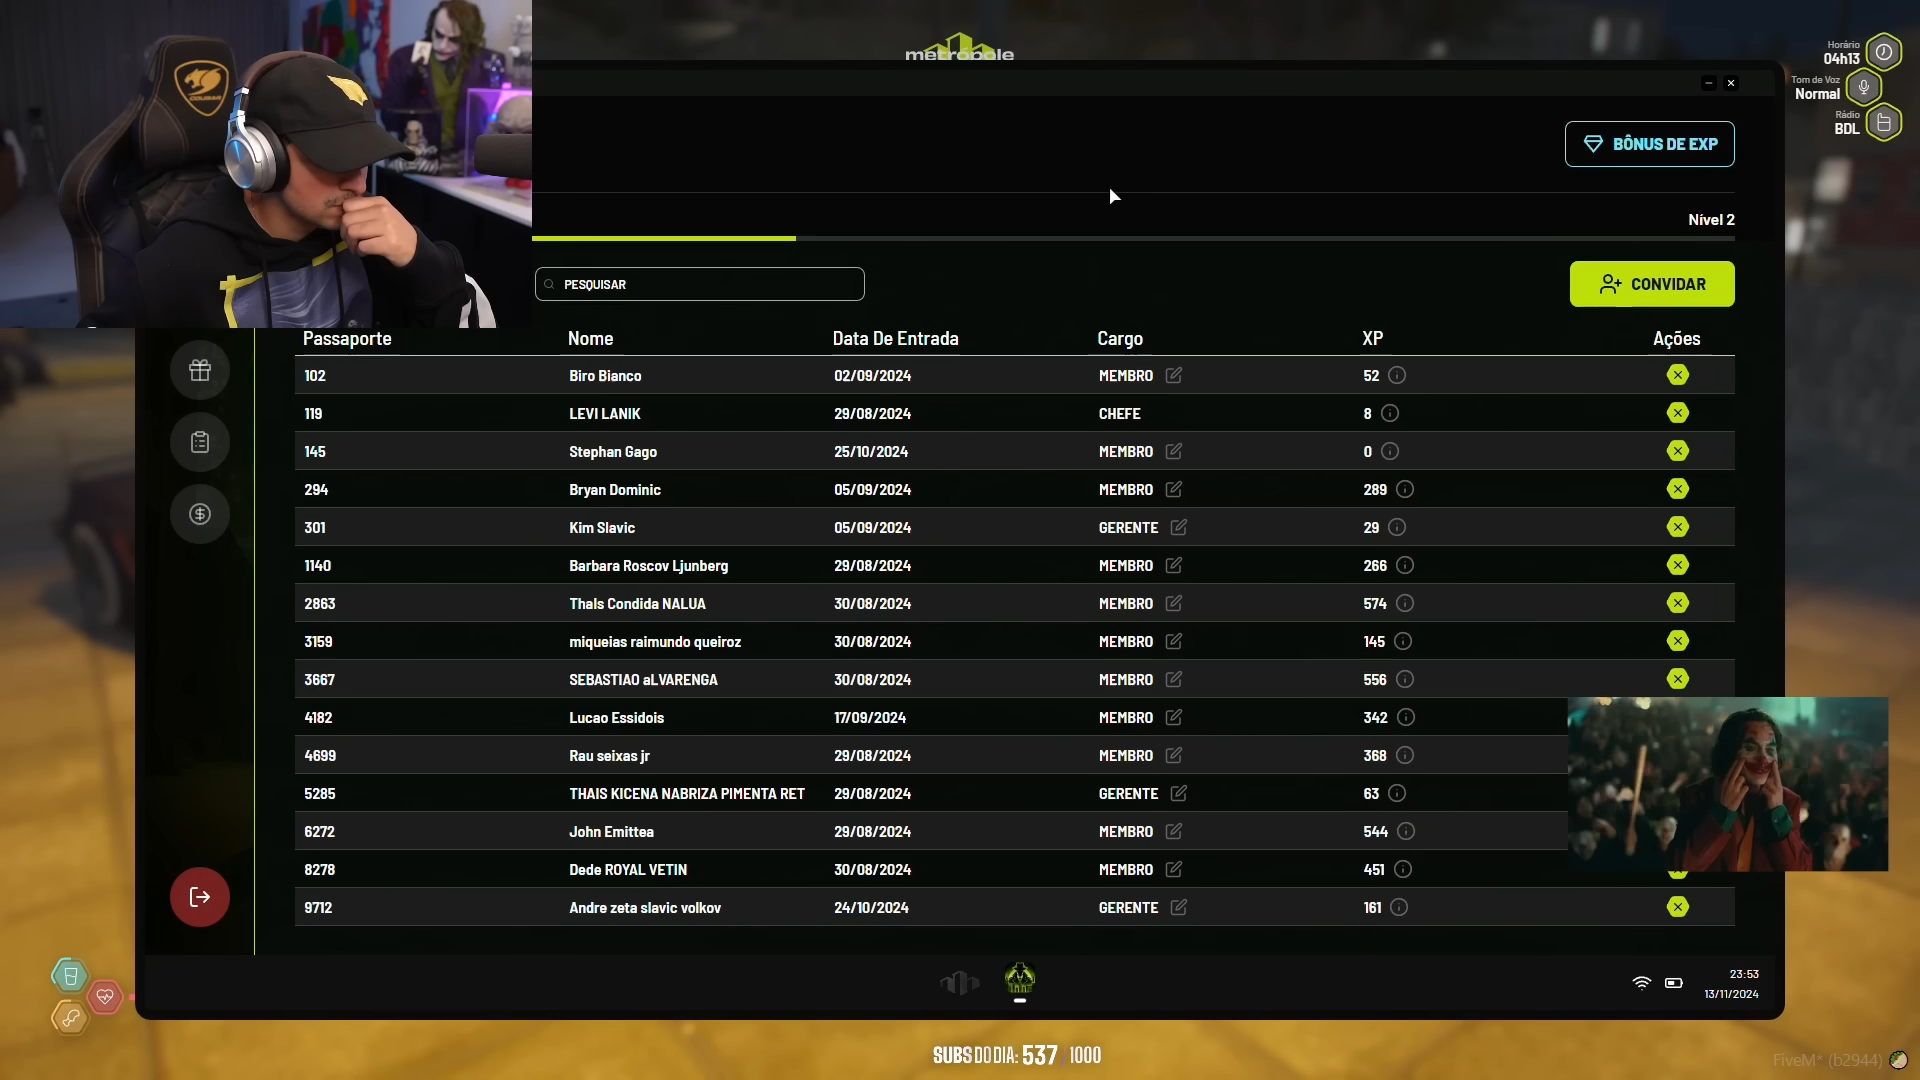 metrópole
Horário
04h13
Tom de Voz
Normal
Rádio
BDL
COUGAR
BÔNUS DE EXP
Nível 2
PESQUISAR
CONVIDAR
Passaporte Nome Data De Entrada Cargo XP Ações
102 Biro Bianco 02/09/2024 MEMBRO 52
119 LEVI LANIK 29/08/2024 CHEFE 8
145 Stephan Gago 25/10/2024 MEMBRO 0
294 Bryan Dominic 05/09/2024 MEMBRO 289
301 Kim Slavic 05/09/2024 GERENTE 29
1140 Barbara Roscov Ljunberg 29/08/2024 MEMBRO 266
2863 Thals Condida NALUA 30/08/2024 MEMBRO 574
3159 miqueias raimundo queiroz 30/08/2024 MEMBRO 145
3667 SEBASTIAO aLVARENGA 30/08/2024 MEMBRO 556
4182 Lucao Essidois 17/09/2024 MEMBRO 342
4699 Rau seixas jr 29/08/2024 MEMBRO 368
5285 THAIS KICENA NABRIZA PIMENTA RET 29/08/2024 GERENTE 63
6272 John Emittea 29/08/2024 MEMBRO 544
8278 Dede ROYAL VETIN 30/08/2024 MEMBRO 451
9712 Andre zeta slavic volkov 24/10/2024 GERENTE 161
23:53
13/11/2024
SUBS DO DIA: 537 / 1000
FiveM* (b2944)